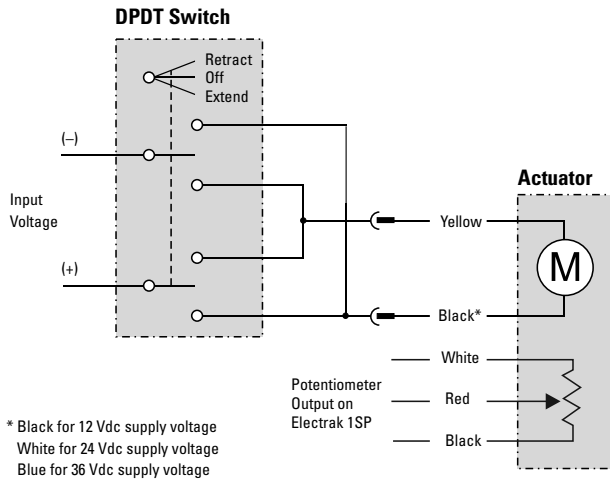 DPDT Switch
Retract
Off
Extend
(–)
Input
Voltage
(+)
Actuator
Yellow
M
Black*
White
Potentiometer
Output on
Electrak 1SP
Red
Black
* Black for 12 Vdc supply voltage
White for 24 Vdc supply voltage
Blue for 36 Vdc supply voltage